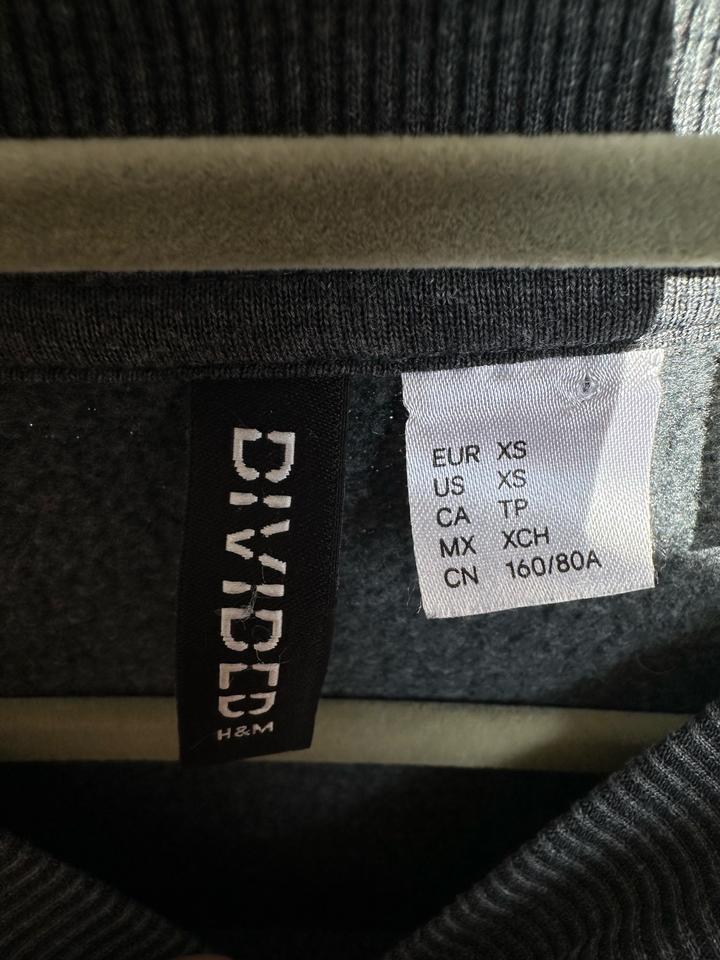 DIVIDED
H&M
EUR XS
US XS
CA TP
MX XCH
CN 160/80A